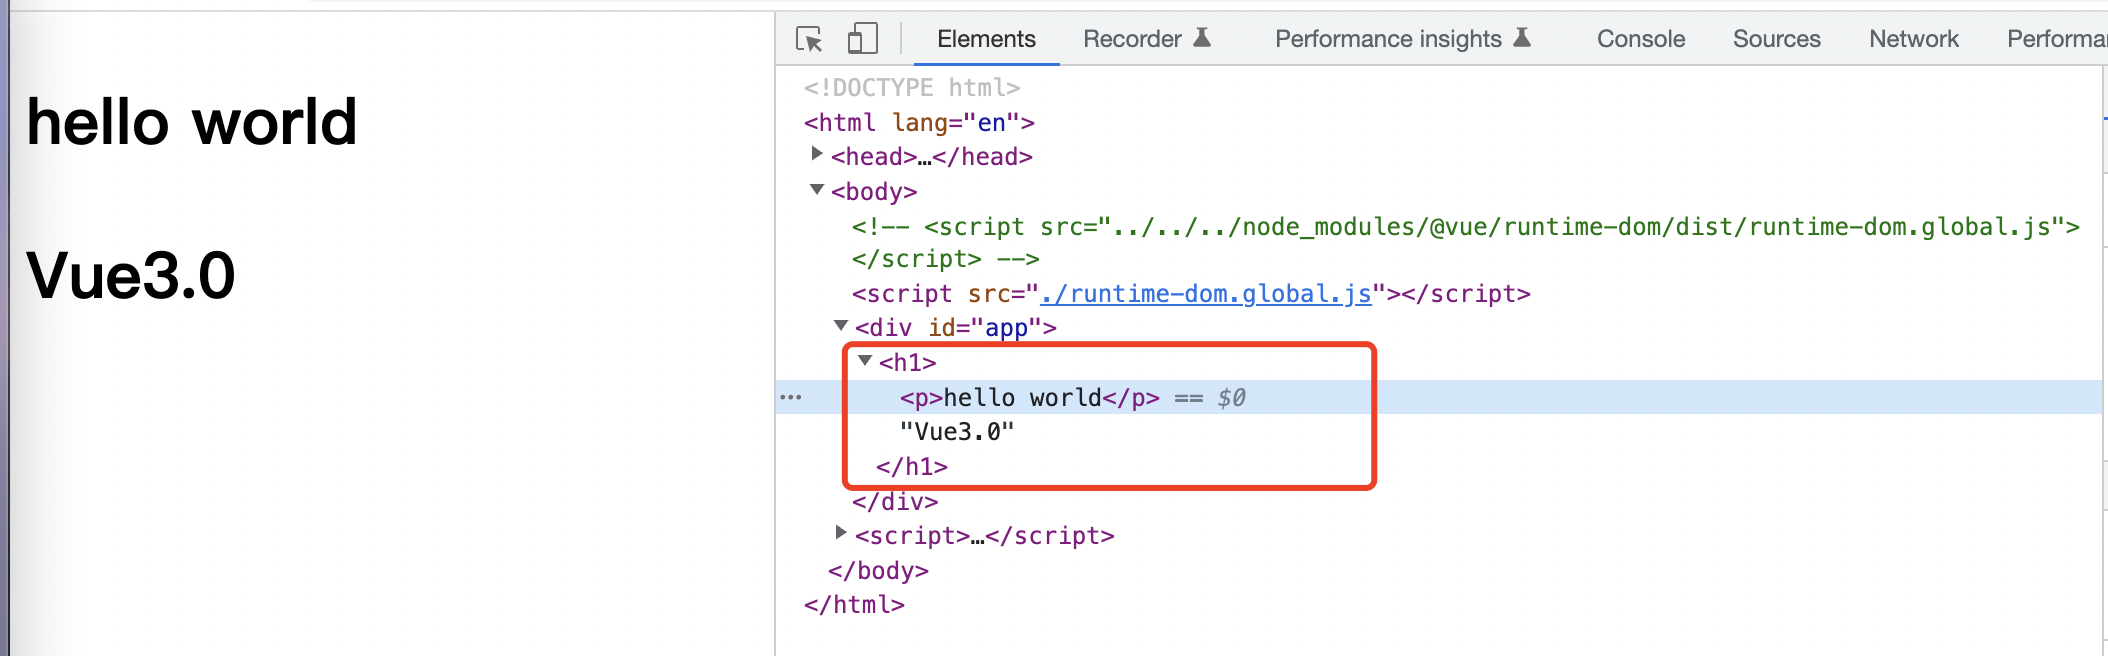 hello world
Vue3.0
Elements Recorder Performance insights Console Sources Network Performa
<!DOCTYPE html>
<html lang="en">
<head>…</head>
<body>
<!-- <script src="../../../node_modules/@vue/runtime-dom/dist/runtime-dom.global.js">
</script> -->
<script src="./runtime-dom.global.js"></script>
<div id="app">
<h1>
<p>hello world</p> == $0
"Vue3.0"
</h1>
</div>
<script>…</script>
</body>
</html>